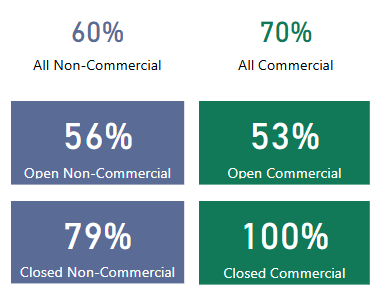 60% 70%
All Non-Commercial All Commercial
56% 53%
Open Non-Commercial Open Commercial
79% 100%
Closed Non-Commercial Closed Commercial